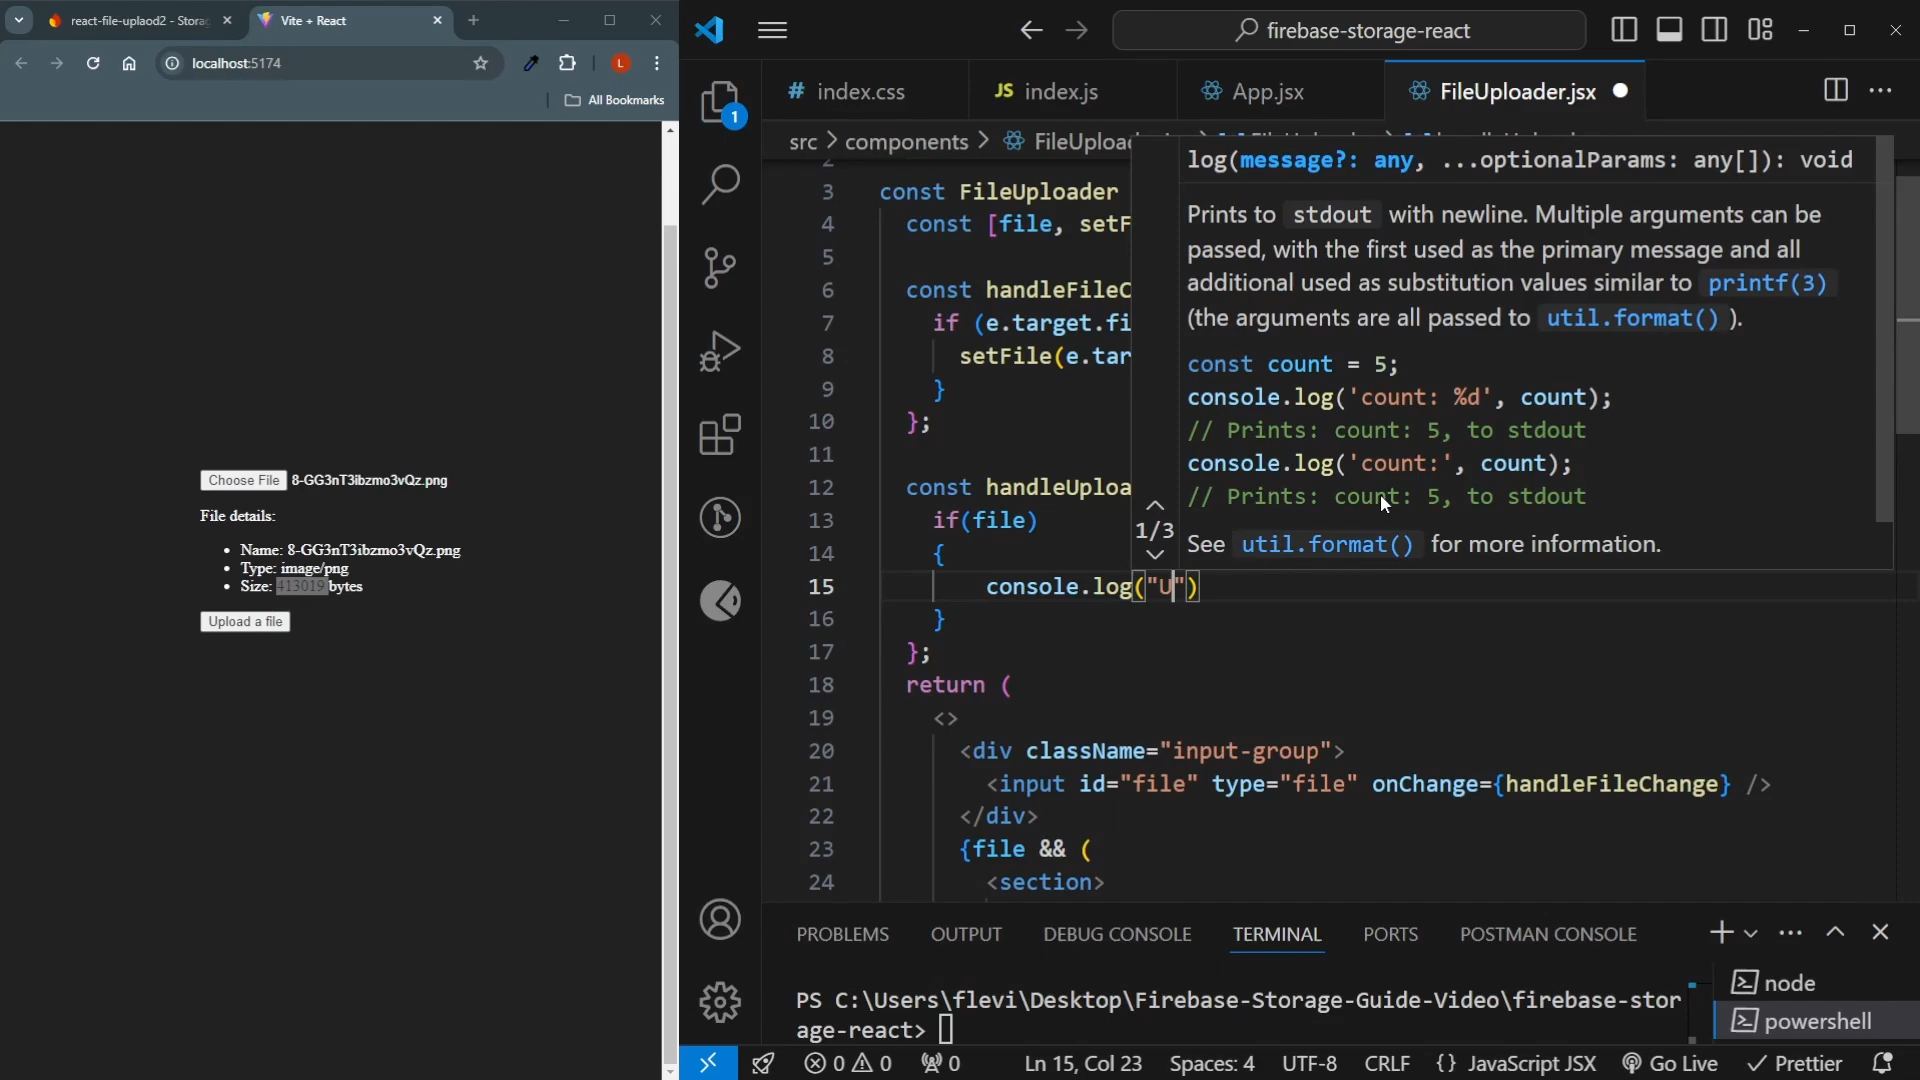 react-file-uplaod2 - Storag
Vite + React
localhost:5174
L
All Bookmarks
Choose File 8-GG3nT3ibzmo3vQz.png
File details:
Name: 8-GG3nT3ibzmo3vQz.png
Type: image/png
Size: 413019 bytes
Upload a file
firebase-storage-react
# index.css
JS index.js
App.jsx
FileUploader.jsx
1
src > components > FileUpload
3 const FileUploader
4 const [file, setF
5
6 const handleFileC
7 if (e.target.fi
8 setFile(e.tar
9 }
10 };
11
12 const handleUploa
13 if(file)
14 {
15 console.log("U")
16 }
17 };
18 return (
19 <>
20 <div className="input-group">
21 <input id="file" type="file" onChange={handleFileChange} />
22 </div>
23 {file && (
24 <section>
log(message?: any, ...optionalParams: any[]): void
Prints to stdout with newline. Multiple arguments can be
passed, with the first used as the primary message and all
additional used as substitution values similar to printf(3)
(the arguments are all passed to util.format() ).
const count = 5;
console.log('count: %d', count);
// Prints: count: 5, to stdout
console.log('count:', count);
// Prints: count: 5, to stdout
1/3
See util.format() for more information.
PROBLEMS OUTPUT DEBUG CONSOLE TERMINAL PORTS POSTMAN CONSOLE
PS C:\Users\flevi\Desktop\Firebase-Storage-Guide-Video\firebase-stor
age-react>
node
powershell
0 0 0 Ln 15, Col 23 Spaces: 4 UTF-8 CRLF {} JavaScript JSX Go Live Prettier